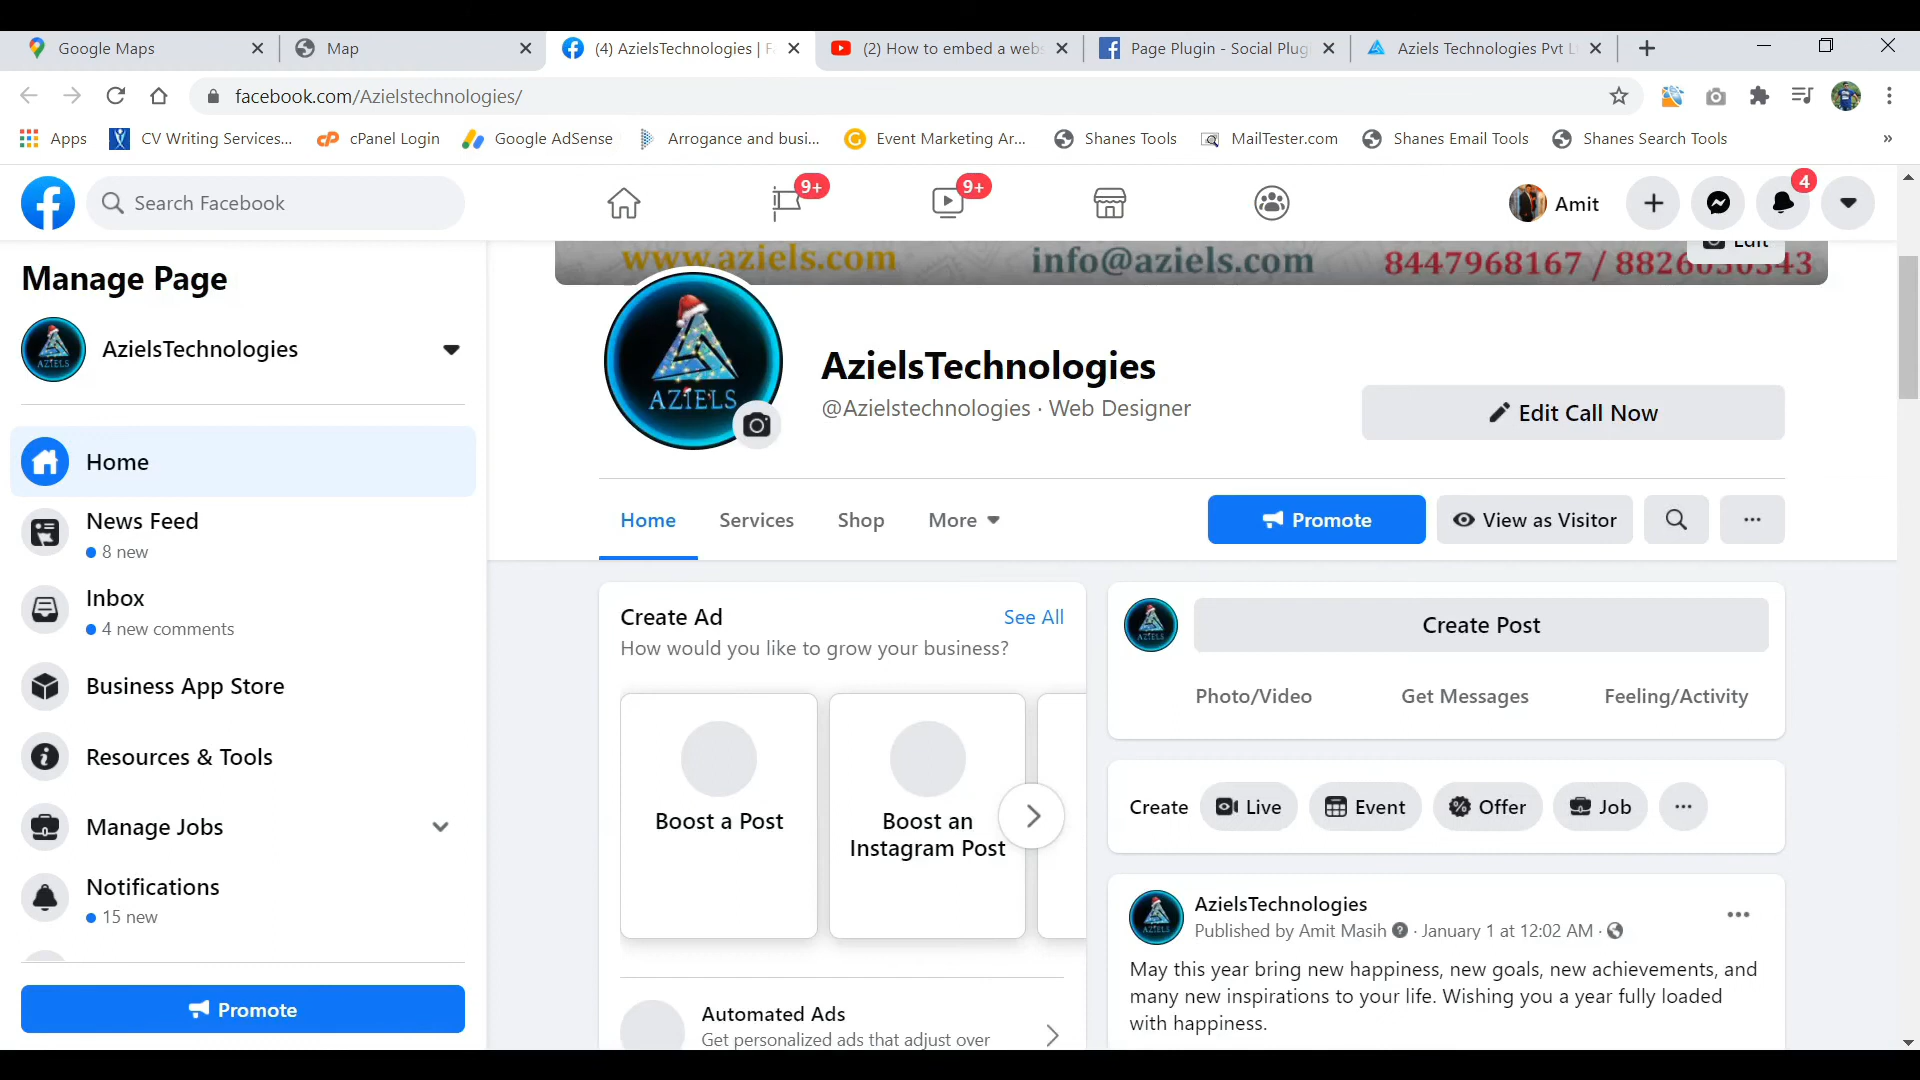 Google Maps
Map
(4) AzielsTechnologies |
(2) How to embed a web
Page Plugin - Social Plug
Aziels Technologies Pvt L
facebook.com/Azielstechnologies/
Apps
CV Writing Services...
cPanel Login
Google AdSense
Arrogance and busi...
Event Marketing Ar...
Shanes Tools
MailTester.com
Shanes Email Tools
Shanes Search Tools
»
Search Facebook
9+
9+
Amit
4
Manage Page
AzielsTechnologies
Home
News Feed
8 new
Inbox
4 new comments
Business App Store
Resources & Tools
Manage Jobs
Notifications
15 new
Promote
www.aziels.com
info@aziels.com
8447968167 /
Edit
AZIELS
AzielsTechnologies
@Azielstechnologies · Web Designer
Edit Call Now
Home
Services
Shop
More
Promote
View as Visitor
Create Ad
See All
How would you like to grow your business?
Boost a Post
Boost an
Instagram Post
Automated Ads
Get personalized ads that adjust over
Create Post
Photo/Video
Get Messages
Feeling/Activity
Create
Live
Event
Offer
Job
AzielsTechnologies
Published by Amit Masih · January 1 at 12:02 AM ·
May this year bring new happiness, new goals, new achievements, and
many new inspirations to your life. Wishing you a year fully loaded
with happiness.